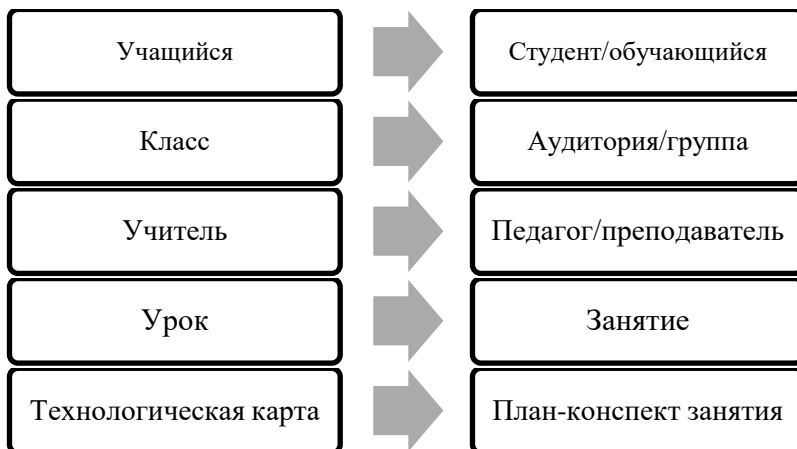 Учащийся
Студент/обучающийся
Класс
Аудитория/группа
Учитель
Педагог/преподаватель
Урок
Занятие
Технологическая карта
План-конспект занятия